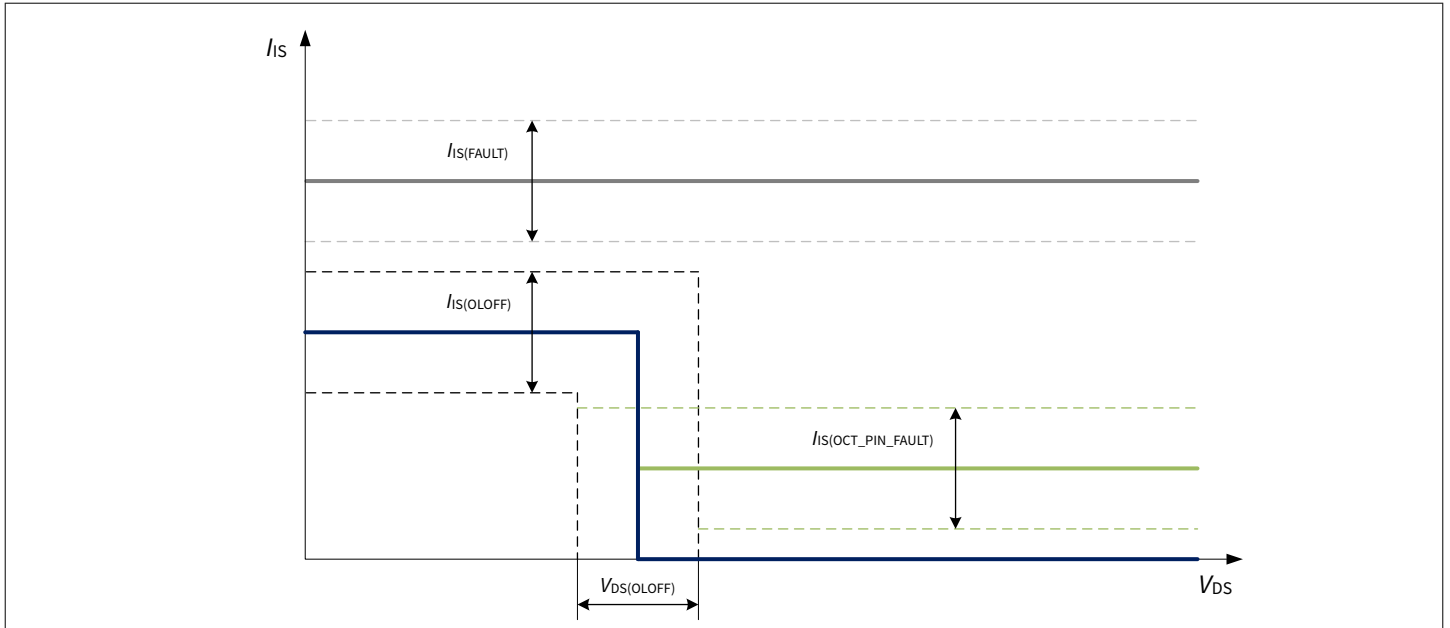 IIS
IIS(FAULT)
IIS(OLOFF)
IIS(OCT_PIN_FAULT)
VDS(OLOFF)
VDS